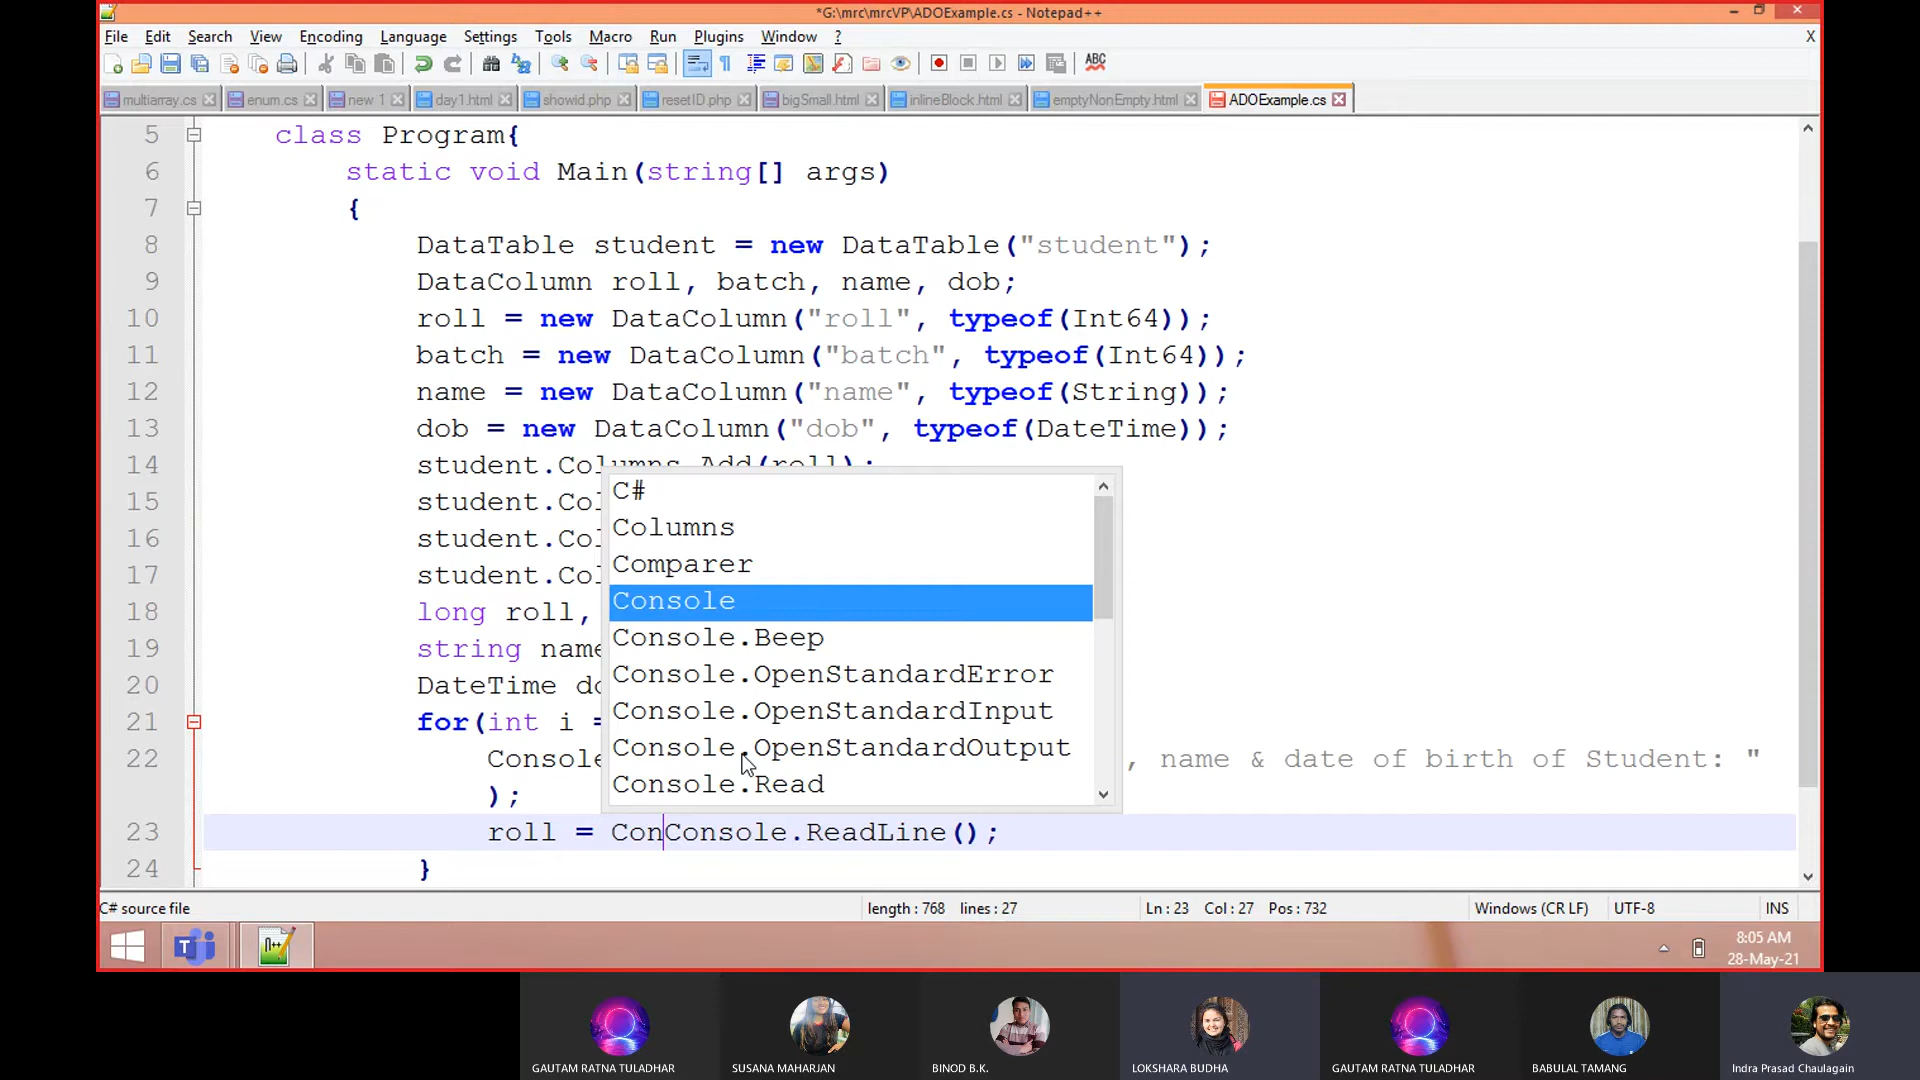 *G:\mrc\mrcVP\ADOExample.cs - Notepad++
File Edit Search View Encoding Language Settings Tools Macro Run Plugins Window ? X
ABC
multiarray.cs enum.cs new 1 day1.html showid.php resetID.php bigSmall.html inlineBlock.html emptyNonEmpty.html ADOExample.cs
5 class Program{
6 static void Main(string[] args)
7 {
8 DataTable student = new DataTable("student");
9 DataColumn roll, batch, name, dob;
10 roll = new DataColumn("roll", typeof(Int64));
11 batch = new DataColumn("batch", typeof(Int64));
12 name = new DataColumn("name", typeof(String));
13 dob = new DataColumn("dob", typeof(DateTime));
14 student.Columns.Add(roll);
15 student.Co
16 student.Co
17 student.Co
18 long roll,
19 string name
20 DateTime do
21 for(int i =
22 Console , name & date of birth of Student: "
);
23 roll = ConConsole.ReadLine();
24 }
C#
Columns
Comparer
Console
Console.Beep
Console.OpenStandardError
Console.OpenStandardInput
Console.OpenStandardOutput
Console.Read
C# source file length : 768 lines : 27 Ln : 23 Col : 27 Pos : 732 Windows (CR LF) UTF-8 INS
8:05 AM
28-May-21
GAUTAM RATNA TULADHAR SUSANA MAHARJAN BINOD B.K. LOKSHARA BUDHA GAUTAM RATNA TULADHAR BABULAL TAMANG Indra Prasad Chaulagain